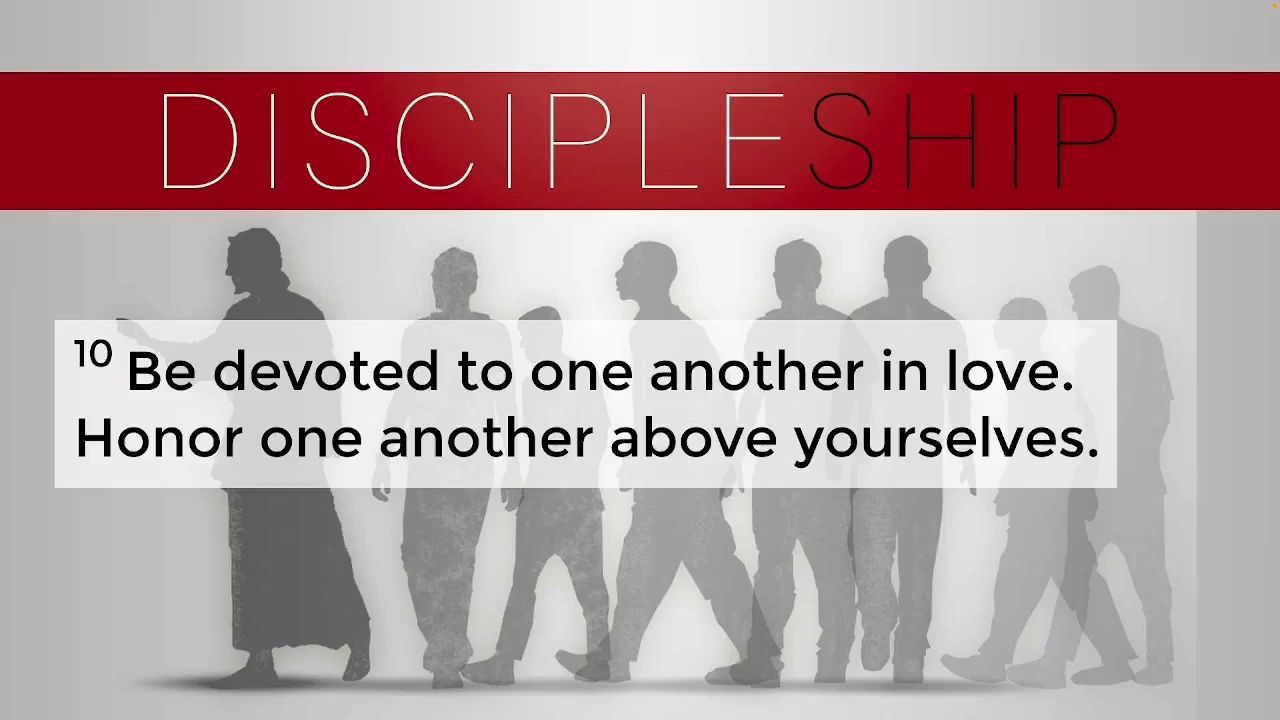 DISCIPLESHIP
10 Be devoted to one another in love.
Honor one another above yourselves.